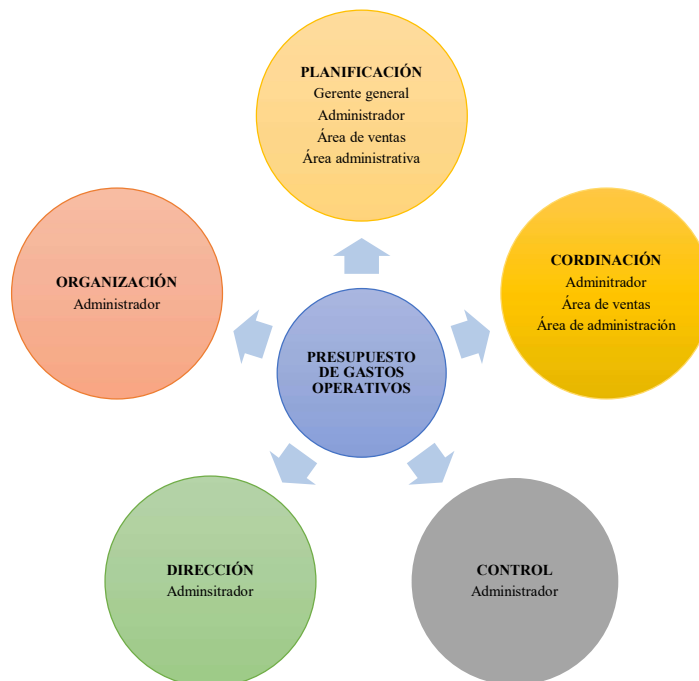 PLANIFICACIÓN
Gerente general
Administrador
Área de ventas
Área administrativa
ORGANIZACIÓN
Administrador
CORDINACIÓN
Adminitrador
Área de ventas
Área de administración
PRESUPUESTO
DE GASTOS
OPERATIVOS
DIRECCIÓN
Adminsitrador
CONTROL
Administrador